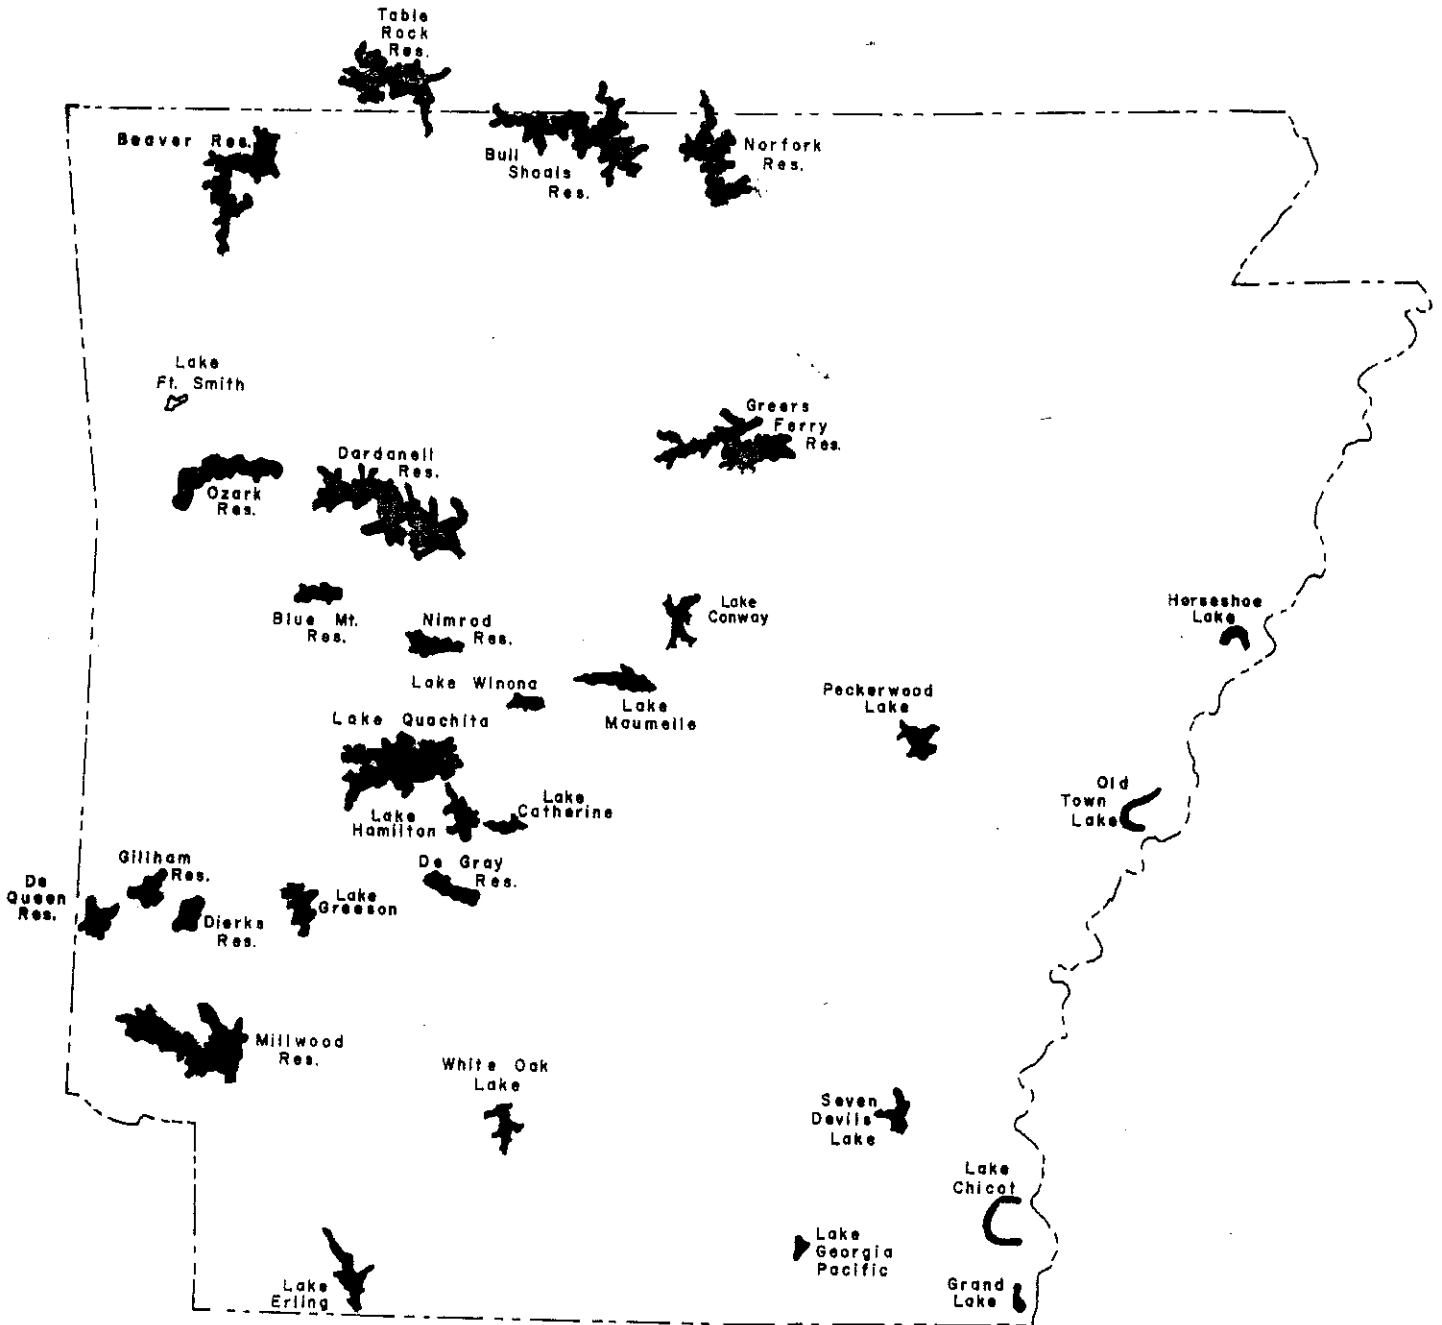 Table
Rock
Res.
Beaver Res.
Bull
Shoals
Res.
Norfork
Res.
Lake
Ft. Smith
Greers
Ferry
Res.
Dardanell
Res.
Ozark
Res.
Blue Mt.
Res.
Nimrod
Res.
Lake
Conway
Horseshoe
Lake
Lake Winona
Lake
Maumelle
Peckerwood
Lake
Lake Quachita
Old
Town
Lake
Lake
Hamilton
Lake
Catherine
Gillham
Res.
De Gray
Res.
De
Queen
Res.
Dierks
Res.
Lake
Greeson
Millwood
Res.
White Oak
Lake
Seven
Devils
Lake
Lake
Chicot
Lake
Georgia
Pacific
Lake
Erling
Grand
Lake